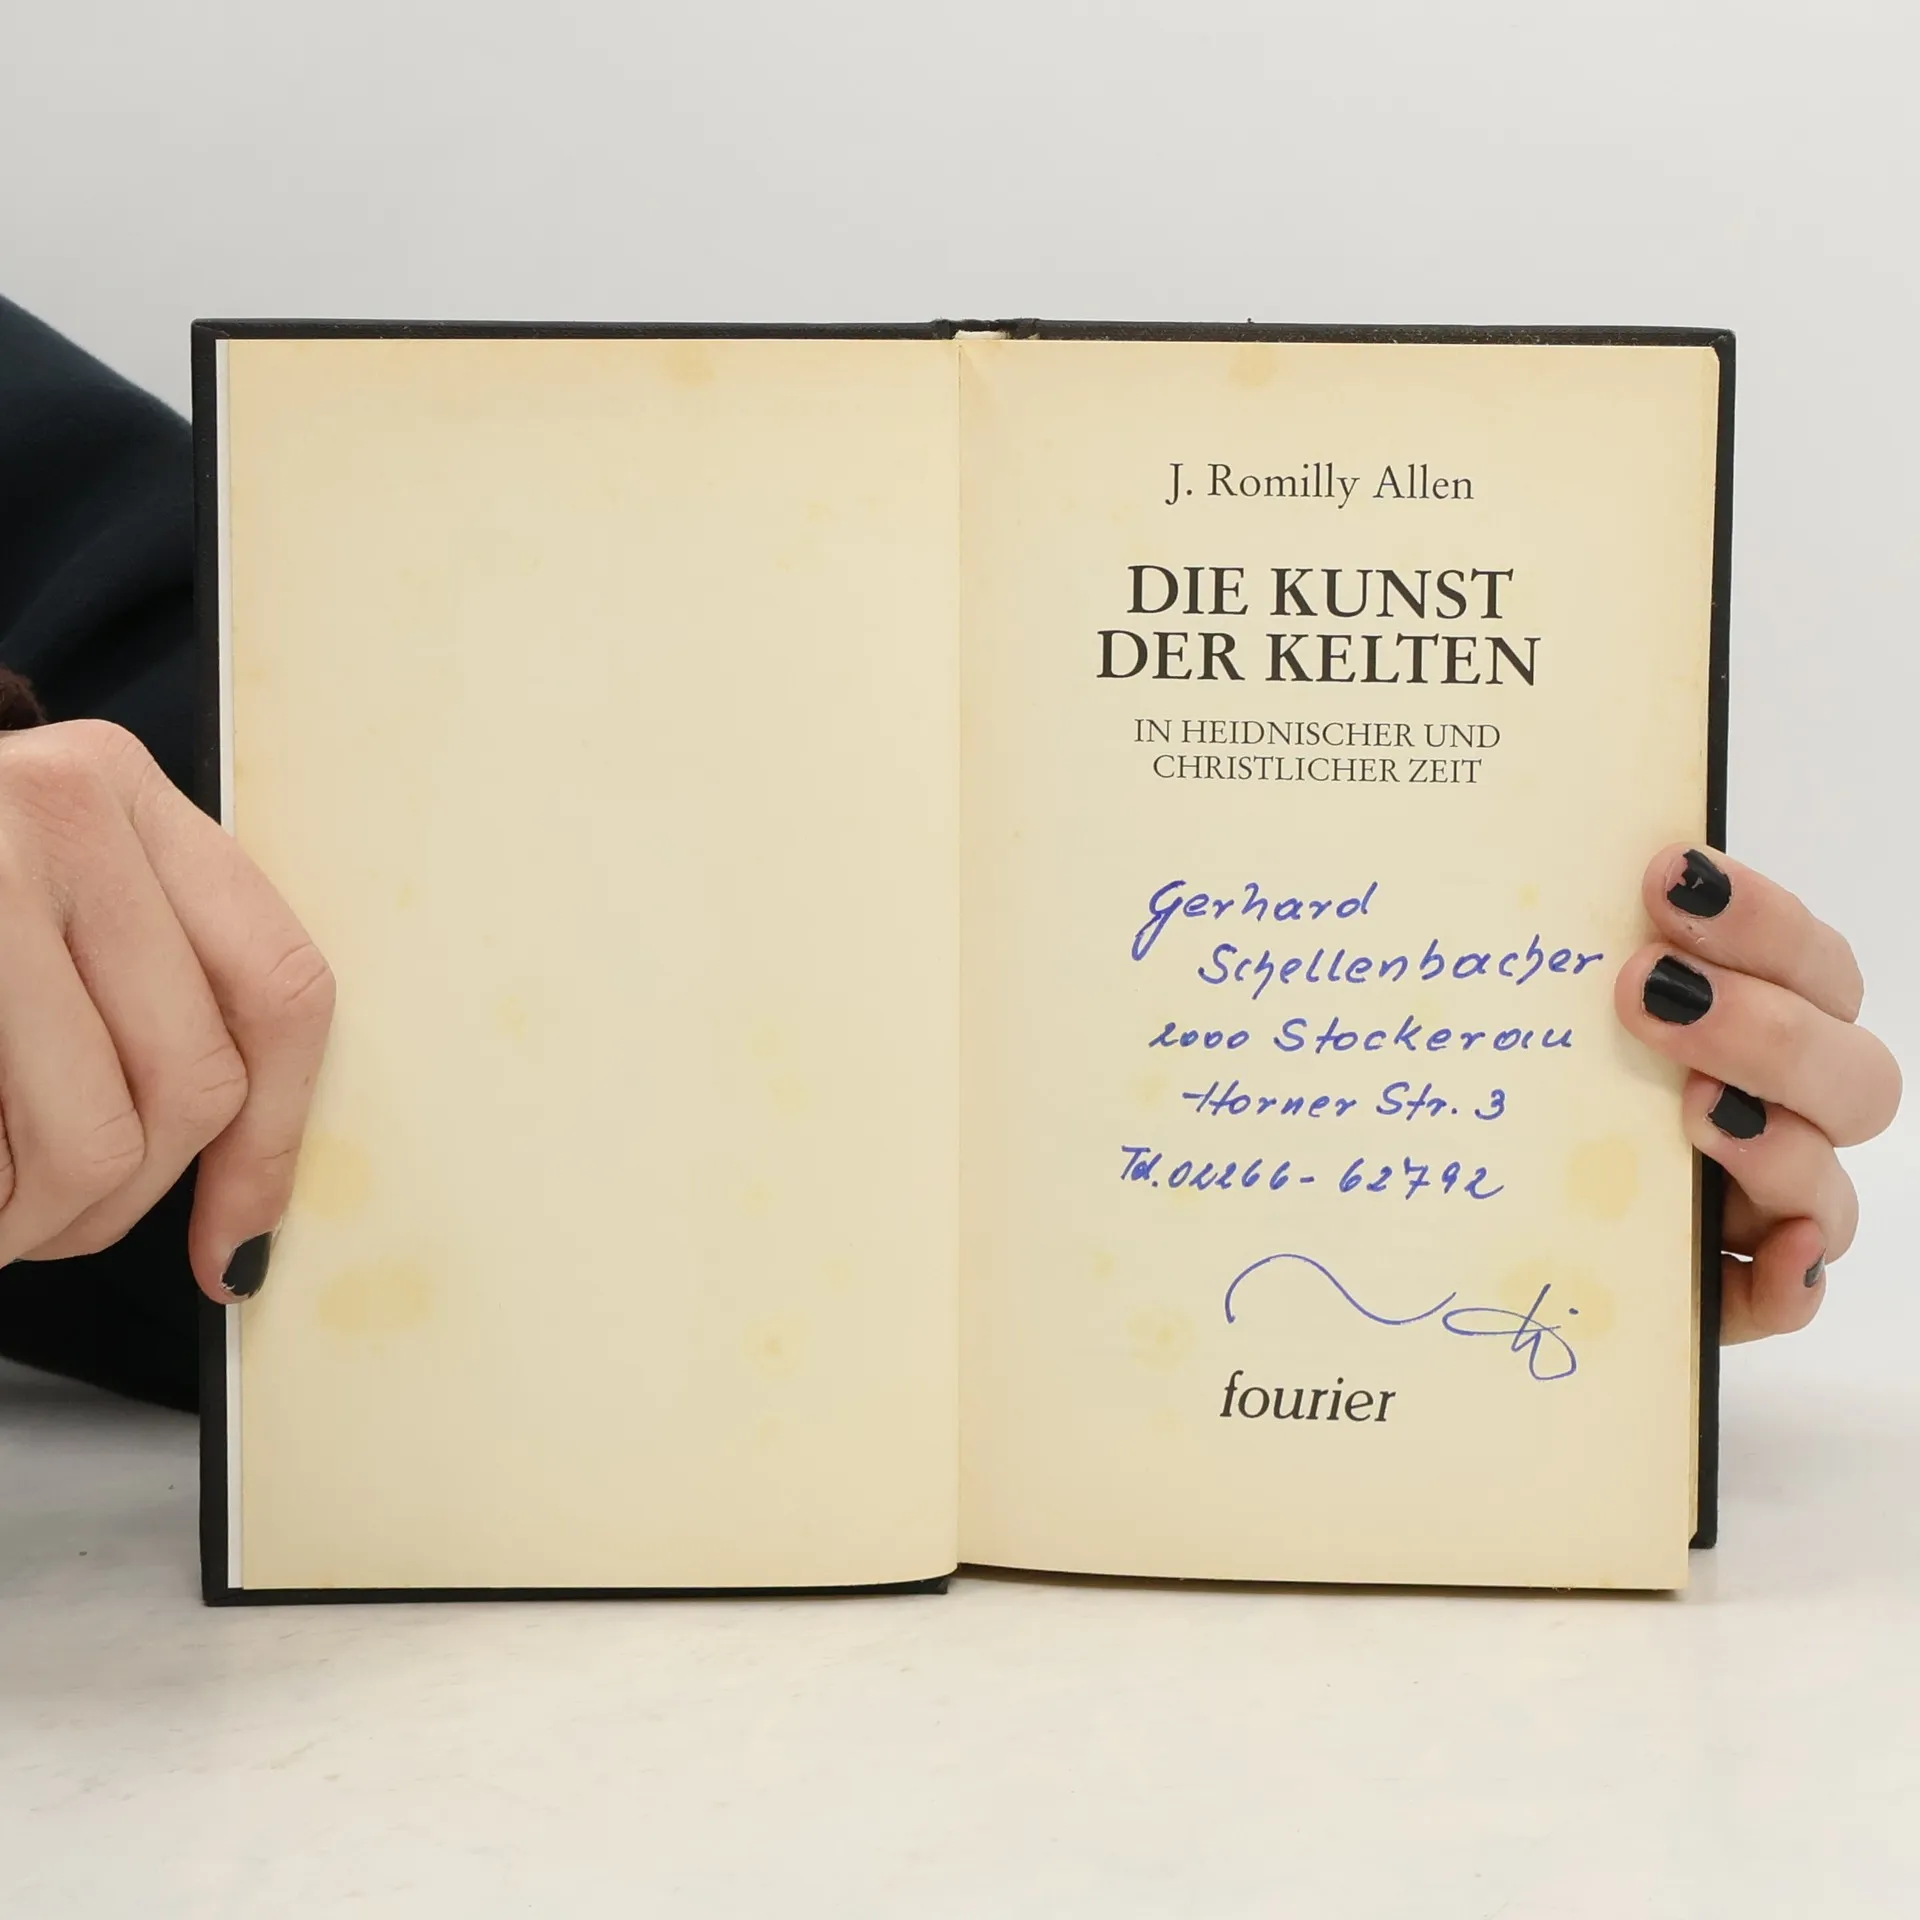 J. Romilly Allen
DIE KUNST
DER KELTEN
IN HEIDNISCHER UND
CHRISTLICHER ZEIT
Gerhard
Schellenbacher
2000 Stockerau
Horner Str. 3
Tel. 02266-62792
fourier